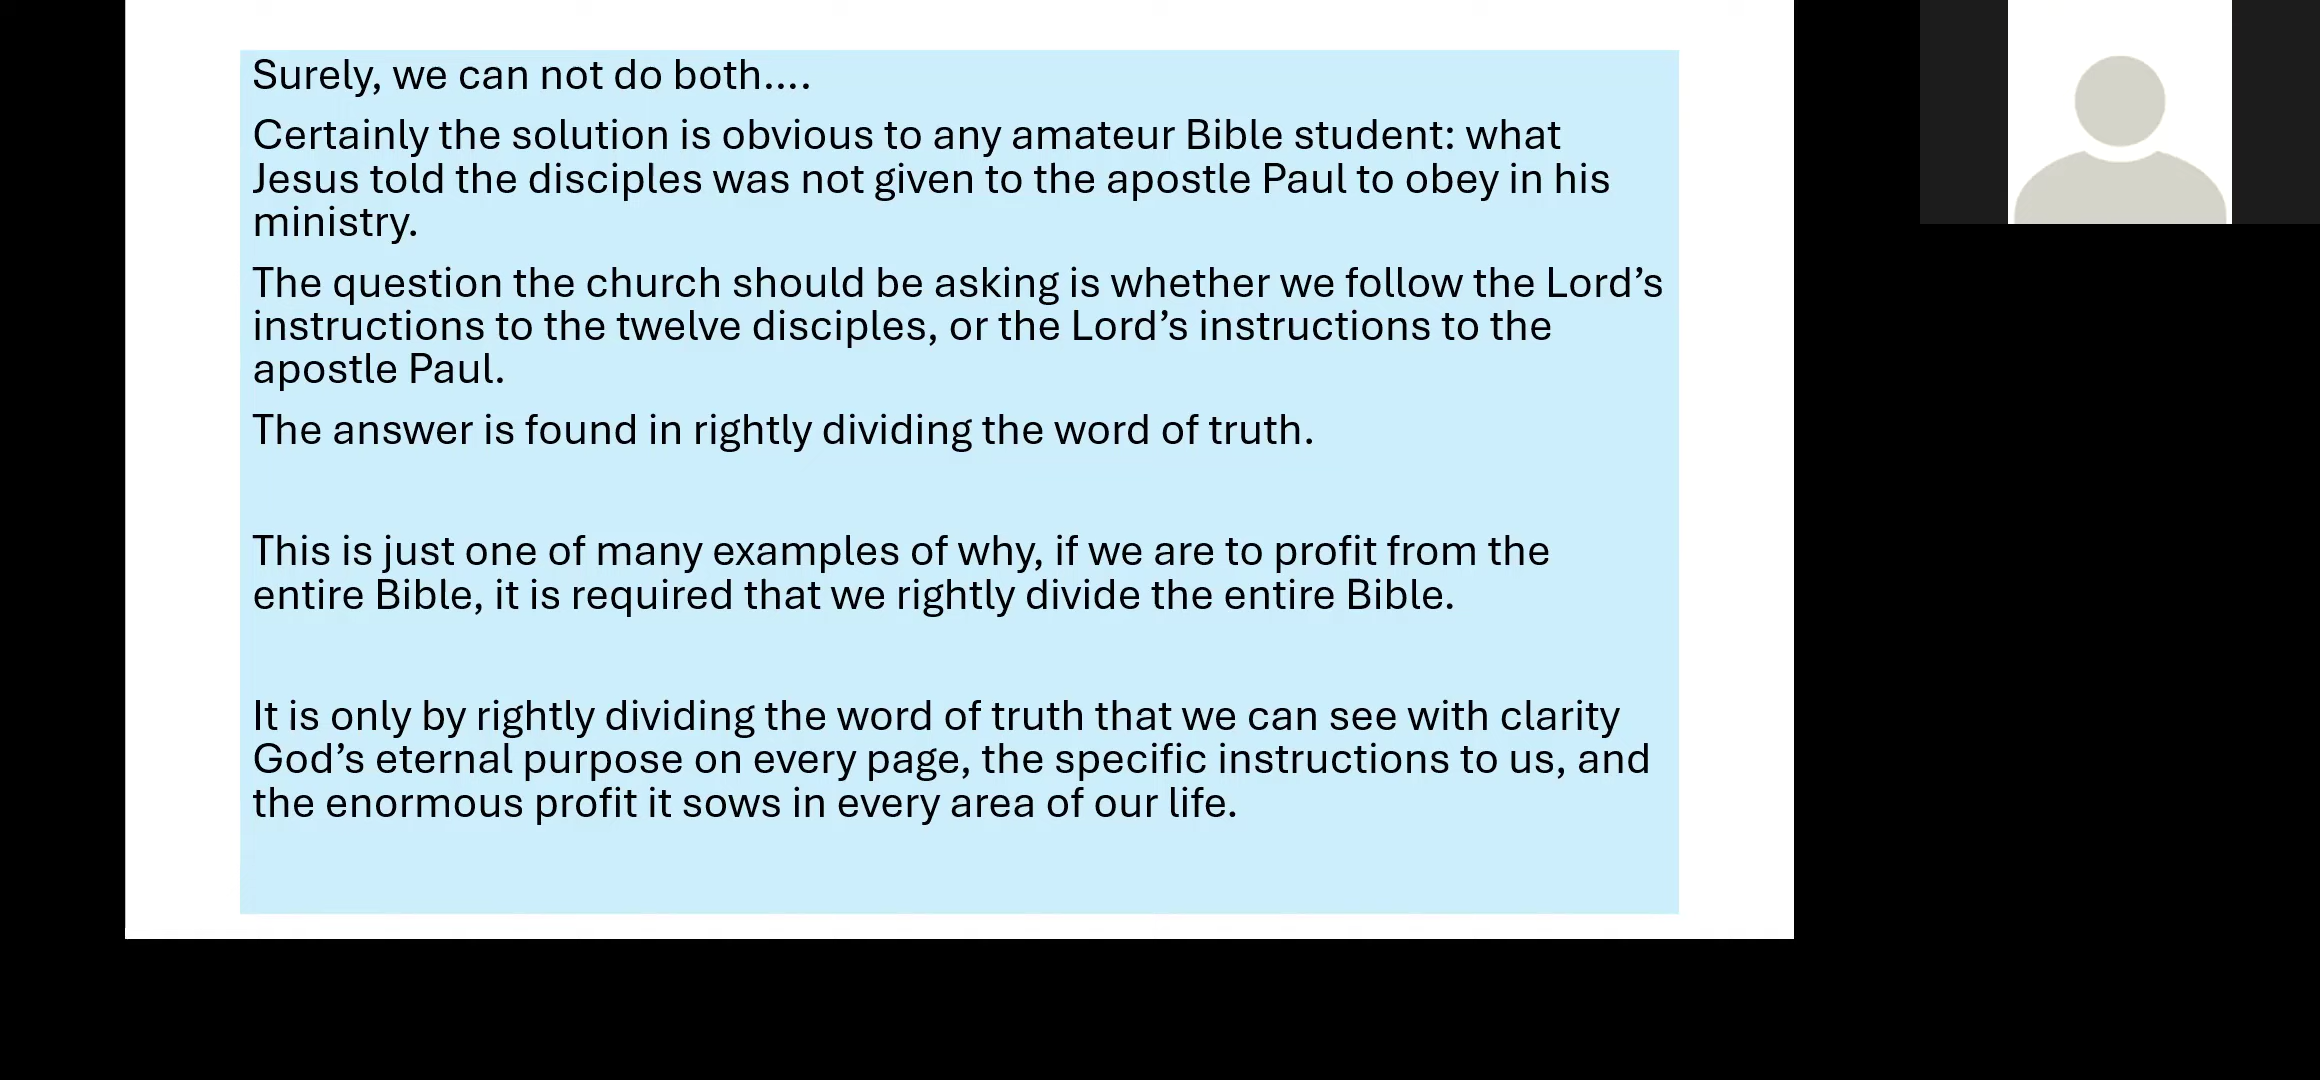 Surely, we can not do both....
Certainly the solution is obvious to any amateur Bible student: what
Jesus told the disciples was not given to the apostle Paul to obey in his
ministry.
The question the church should be asking is whether we follow the Lord’s
instructions to the twelve disciples, or the Lord’s instructions to the
apostle Paul.
The answer is found in rightly dividing the word of truth.
This is just one of many examples of why, if we are to profit from the
entire Bible, it is required that we rightly divide the entire Bible.
It is only by rightly dividing the word of truth that we can see with clarity
God’s eternal purpose on every page, the specific instructions to us, and
the enormous profit it sows in every area of our life.